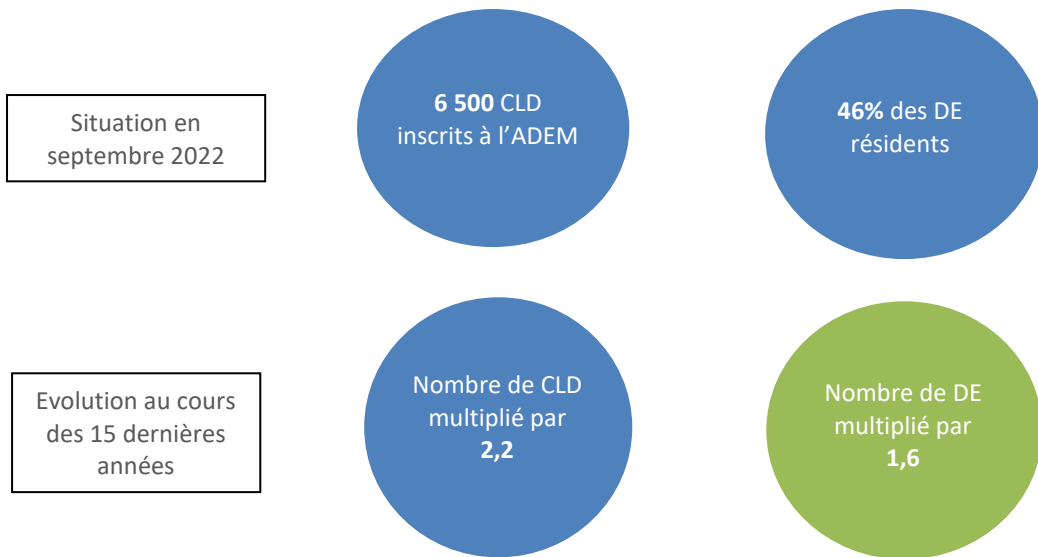 Situation en
septembre 2022
6 500 CLD
inscrits à l’ADEM
46% des DE
résidents
Evolution au cours
des 15 dernières
années
Nombre de CLD
multiplié par
2,2
Nombre de DE
multiplié par
1,6